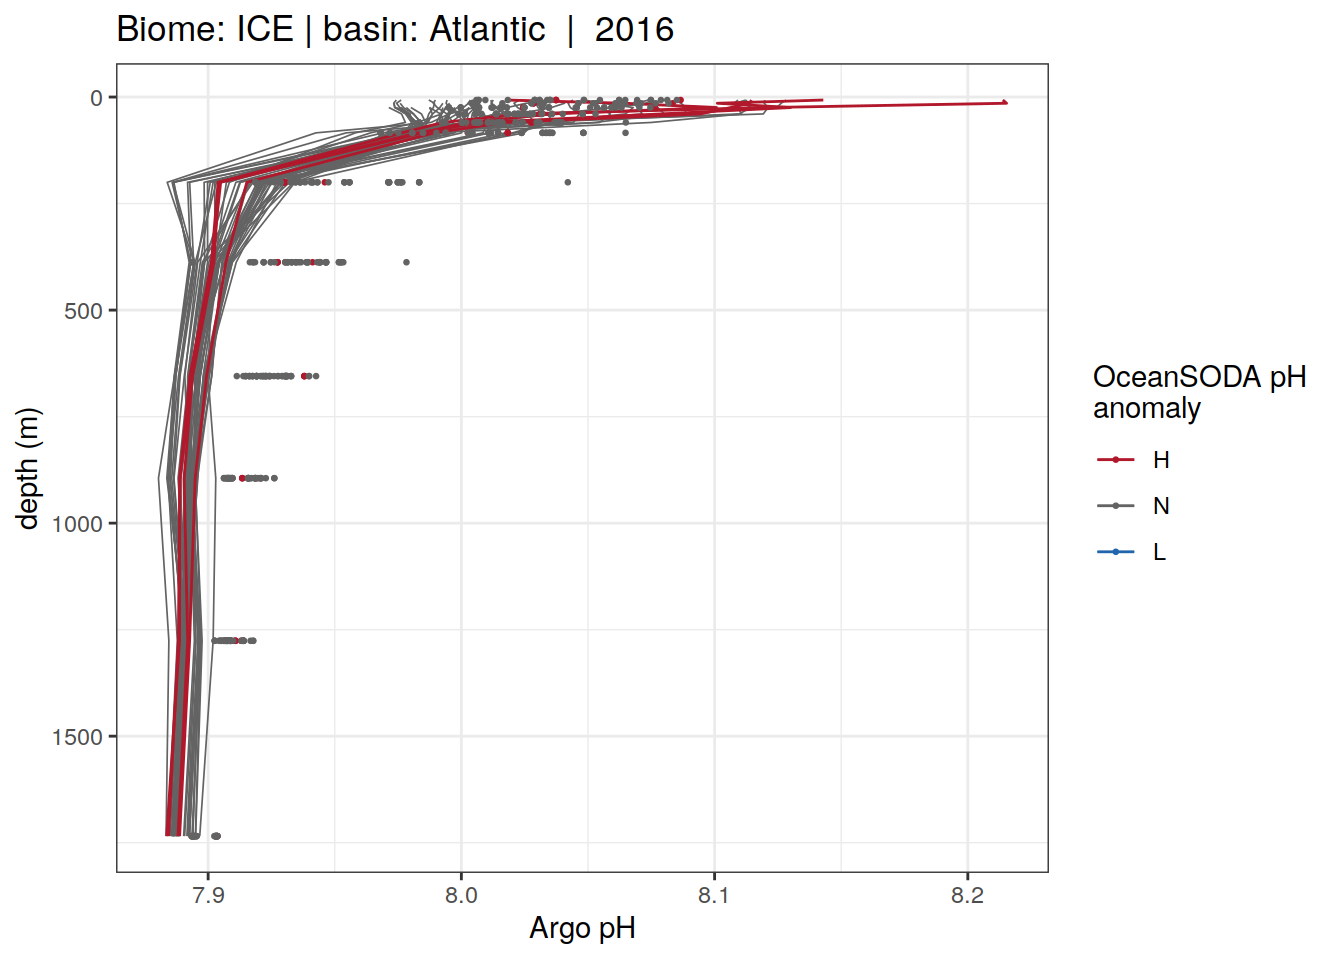 Biome: ICE | basin: Atlantic  |  2016
0
500
1000
1500
depth (m)
7.9
8.0
8.1
8.2
Argo pH
OceanSODA pH
anomaly
H
N
L